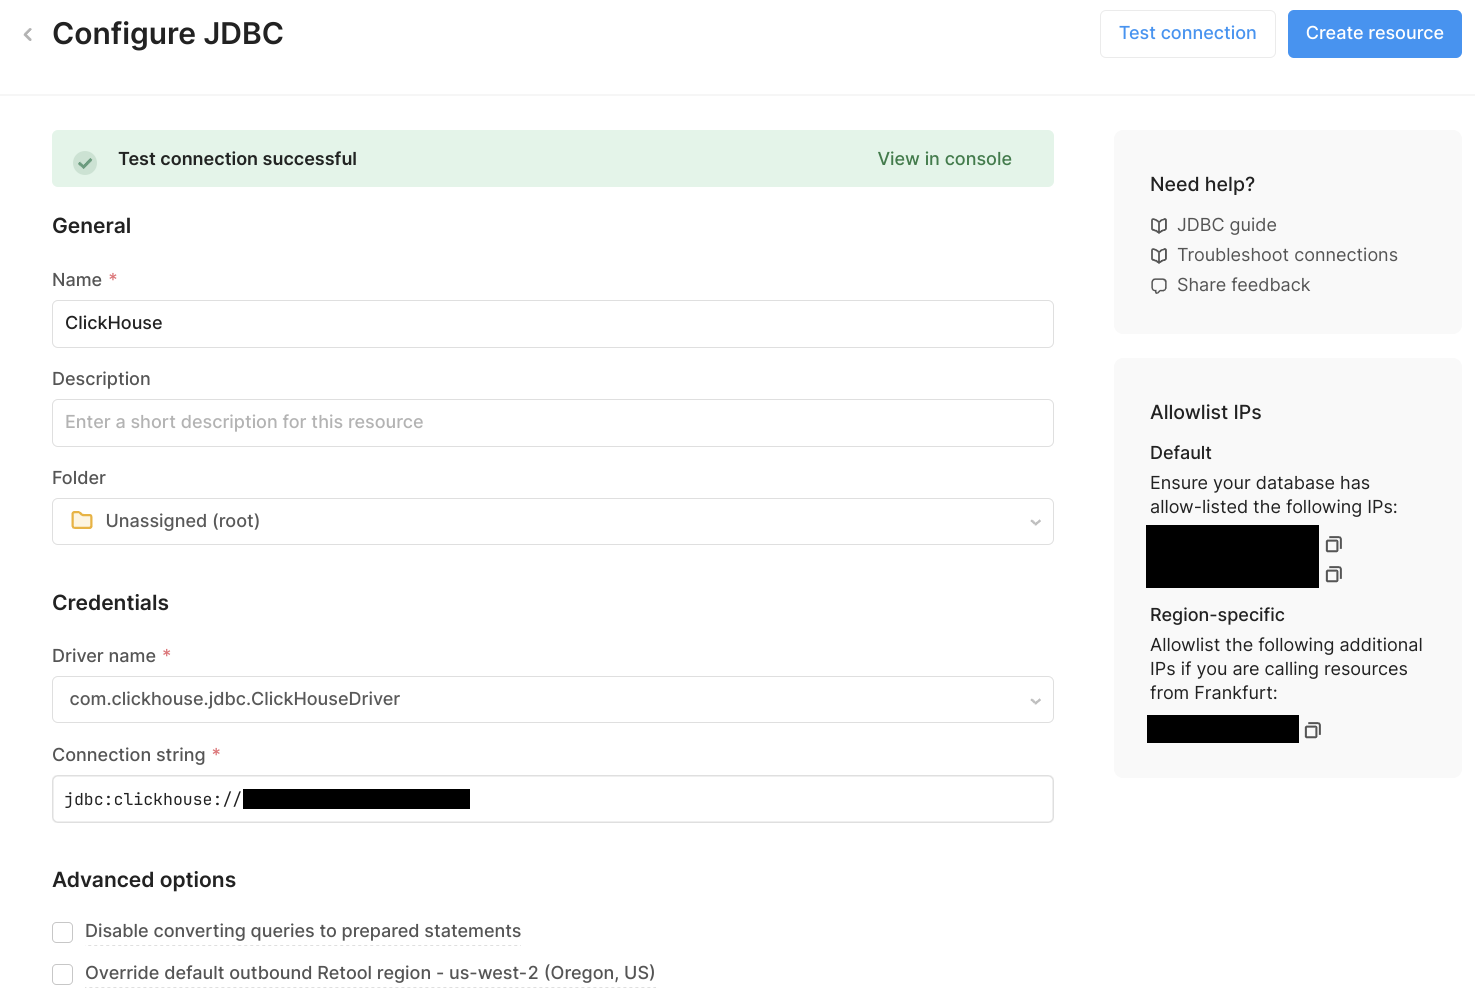 Configure JDBC
Test connection
Create resource
Test connection successful
View in console
General
Name *
ClickHouse
Description
Enter a short description for this resource
Folder
Unassigned (root)
Credentials
Driver name *
com.clickhouse.jdbc.ClickHouseDriver
Connection string *
jdbc:clickhouse://
Advanced options
Disable converting queries to prepared statements
Override default outbound Retool region - us-west-2 (Oregon, US)
Need help?
JDBC guide
Troubleshoot connections
Share feedback
Allowlist IPs
Default
Ensure your database has
allow-listed the following IPs:
Region-specific
Allowlist the following additional
IPs if you are calling resources
from Frankfurt: